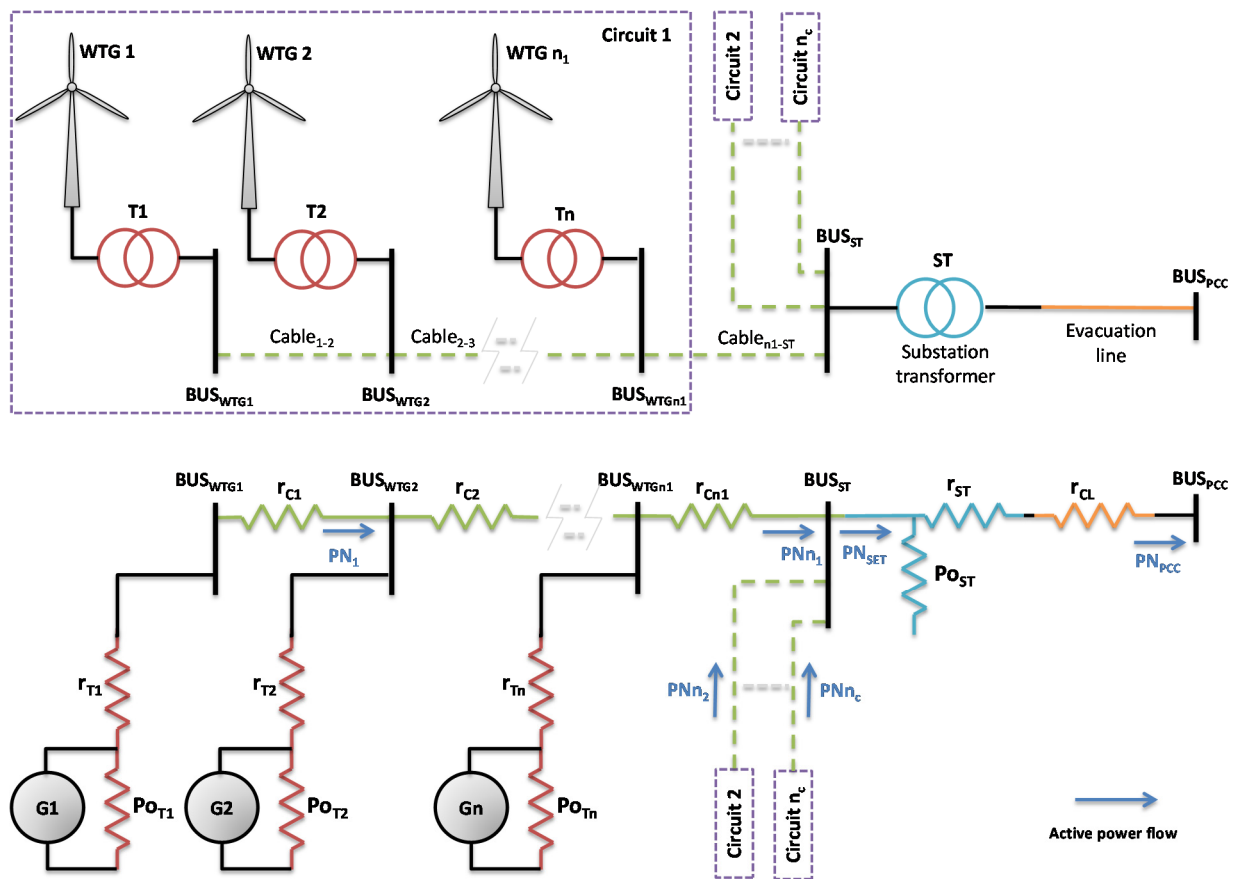 WTG 1
WTG 2
WTG n1
Circuit 1
Circuit 2
Circuit nc
T1
T2
Tn
BUSST
ST
BUSPCC
Cable1-2
Cable2-3
Cablen1-ST
Substation
transformer
Evacuation
line
BUSWTG1
BUSWTG2
BUSWTGn1
BUSWTG1
rC1
BUSWTG2
rC2
BUSWTGn1
rCn1
BUSST
rST
rCL
BUSPCC
PN1
PNn1
PNSET
PoST
PNPCC
rT1
rT2
rTn
PNn2
PNnc
G1
PoT1
G2
PoT2
Gn
PoTn
Circuit 2
Circuit nc
Active power flow